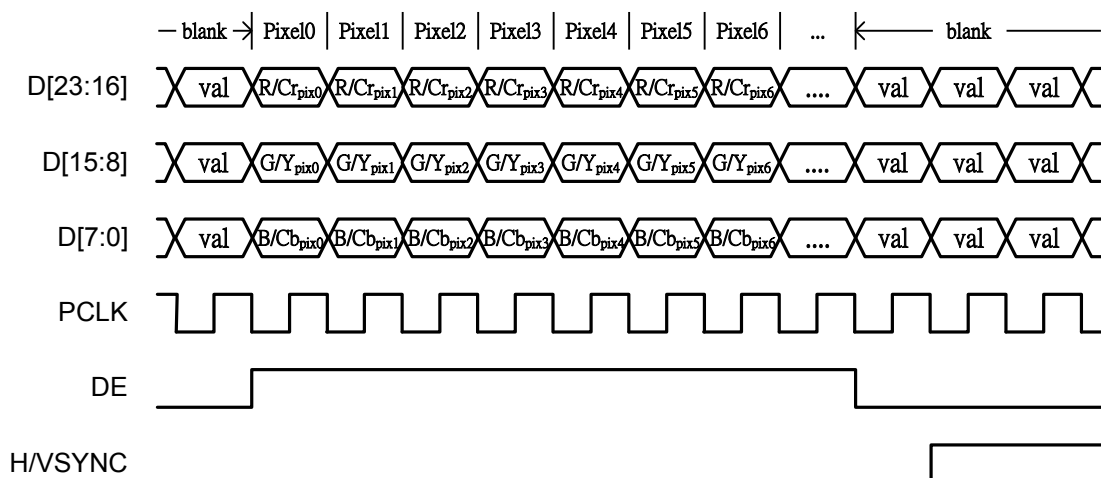 blank Pixel0 Pixel1 Pixel2 Pixel3 Pixel4 Pixel5 Pixel6 ... blank
D[23:16] val R/Crpix0 R/Crpix1 R/Crpix2 R/Crpix3 R/Crpix4 R/Crpix5 R/Crpix6 .... val val val
D[15:8] val G/Ypix0 G/Ypix1 G/Ypix2 G/Ypix3 G/Ypix4 G/Ypix5 G/Ypix6 .... val val val
D[7:0] val B/Cbpix0 B/Cbpix1 B/Cbpix2 B/Cbpix3 B/Cbpix4 B/Cbpix5 B/Cbpix6 .... val val val
PCLK
DE
H/VSYNC